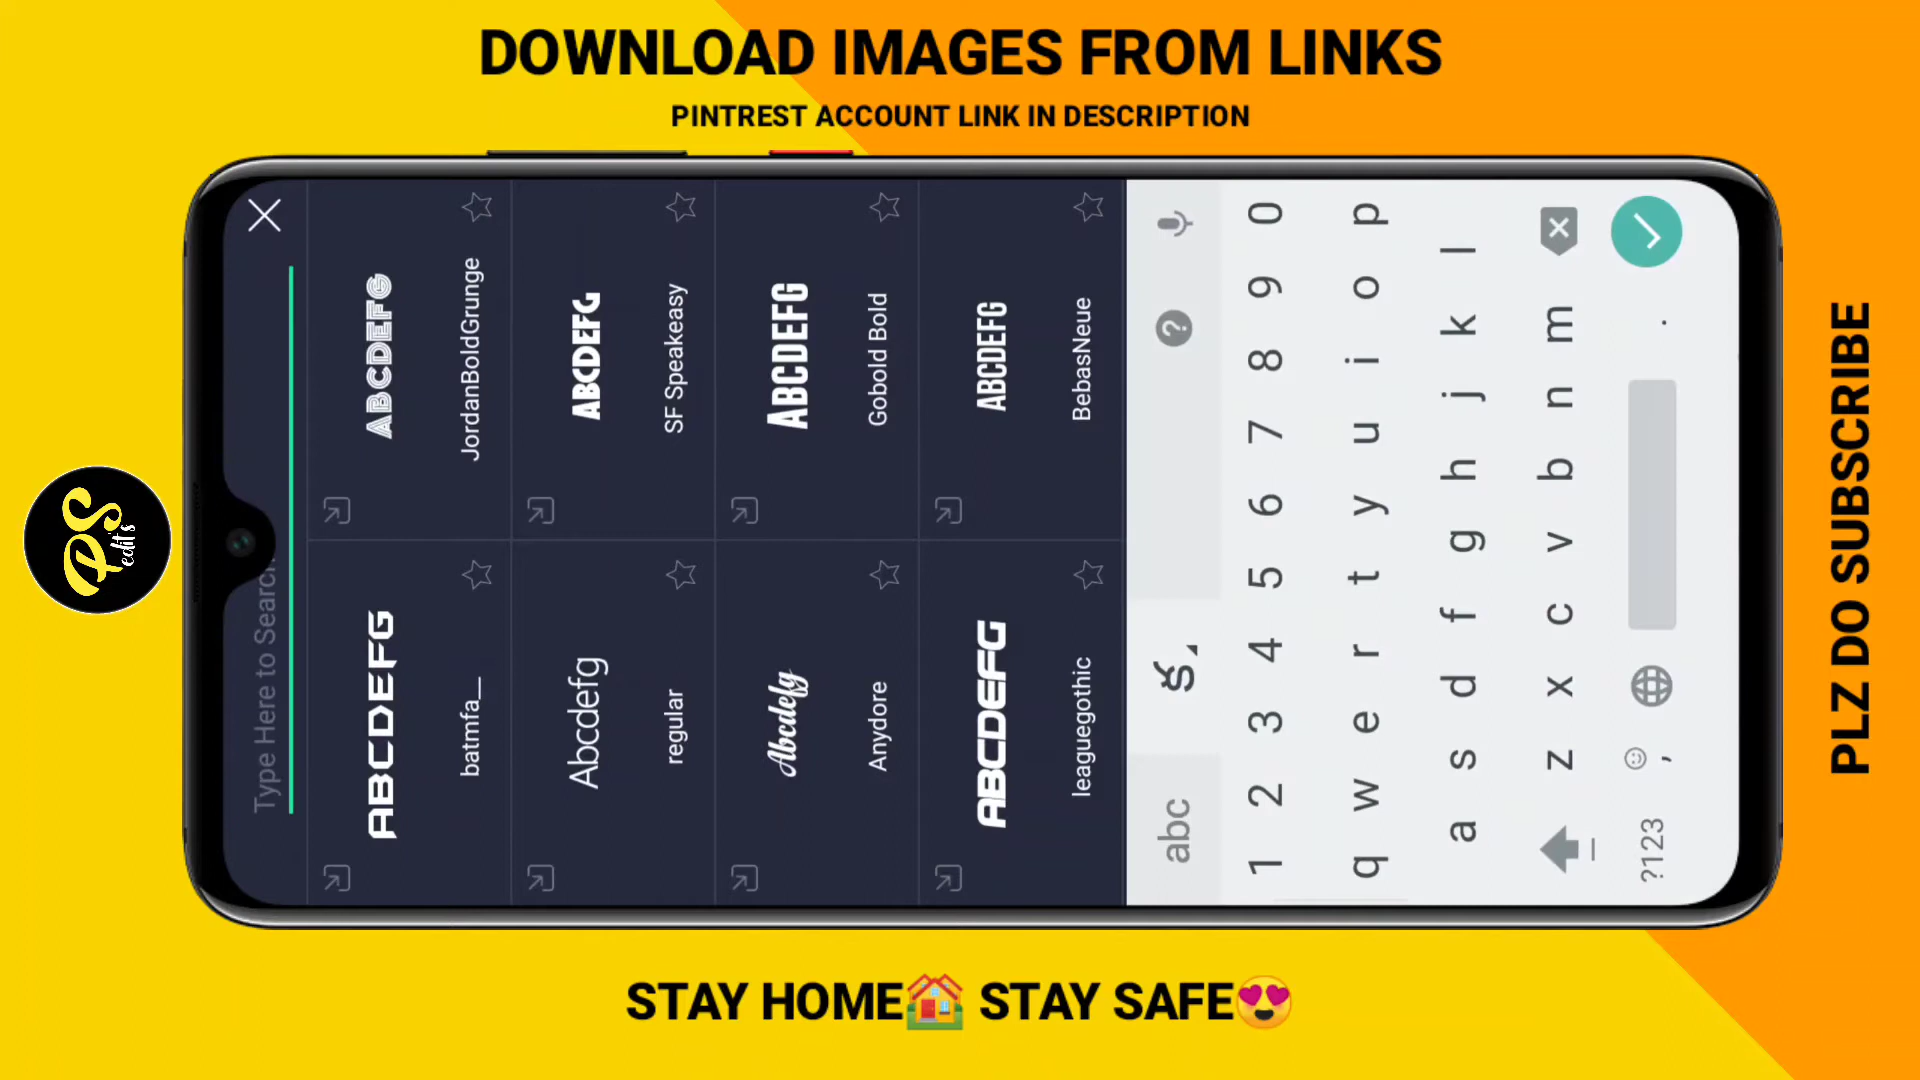 DOWNLOAD IMAGES FROM LINKS
PINTREST ACCOUNT LINK IN DESCRIPTION
PS
edit's
Type Here to Search
ABCDEFG
batmfa__
ABCDEFG
JordanBoldGrunge
Abcdefg
regular
ABCDEFG
SF Speakeasy
Abcdefg
Anydore
ABCDEFG
Gobold Bold
ABCDEFG
leaguegothic
ABCDEFG
BebasNeue
abc
1 2 3 4 5 6 7 8 9 0
q w e r t y u i o p
a s d f g h j k l
z x c v b n m
?123 , .
PLZ DO SUBSCRIBE
STAY HOME🏠 STAY SAFE😍